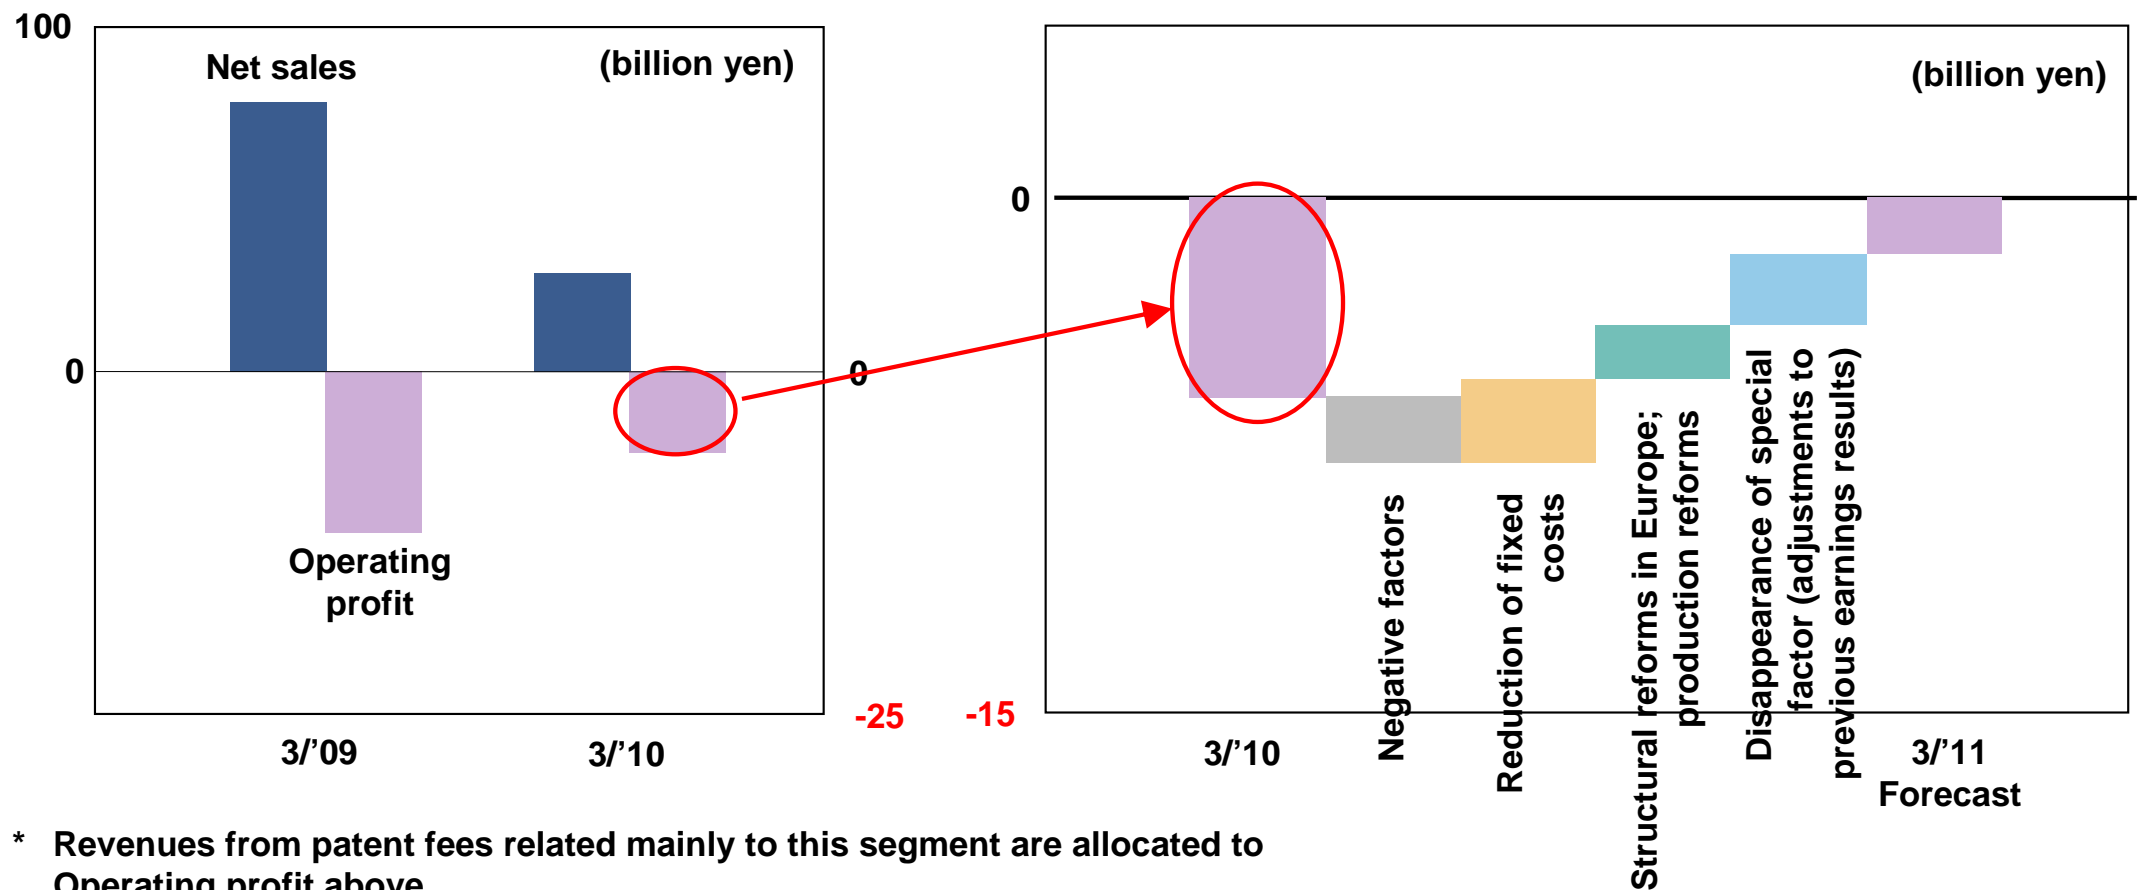 100
Net sales
(billion yen)
0
0
Operating
profit
-25
3/’09
3/’10
(billion yen)
0
-15
3/’10
Negative factors
Reduction of fixed
costs
Structural reforms in Europe;
production reforms
Disappearance of special
factor (adjustments to
previous earnings results)
3/’11
Forecast
* Revenues from patent fees related mainly to this segment are allocated to
Operating profit above